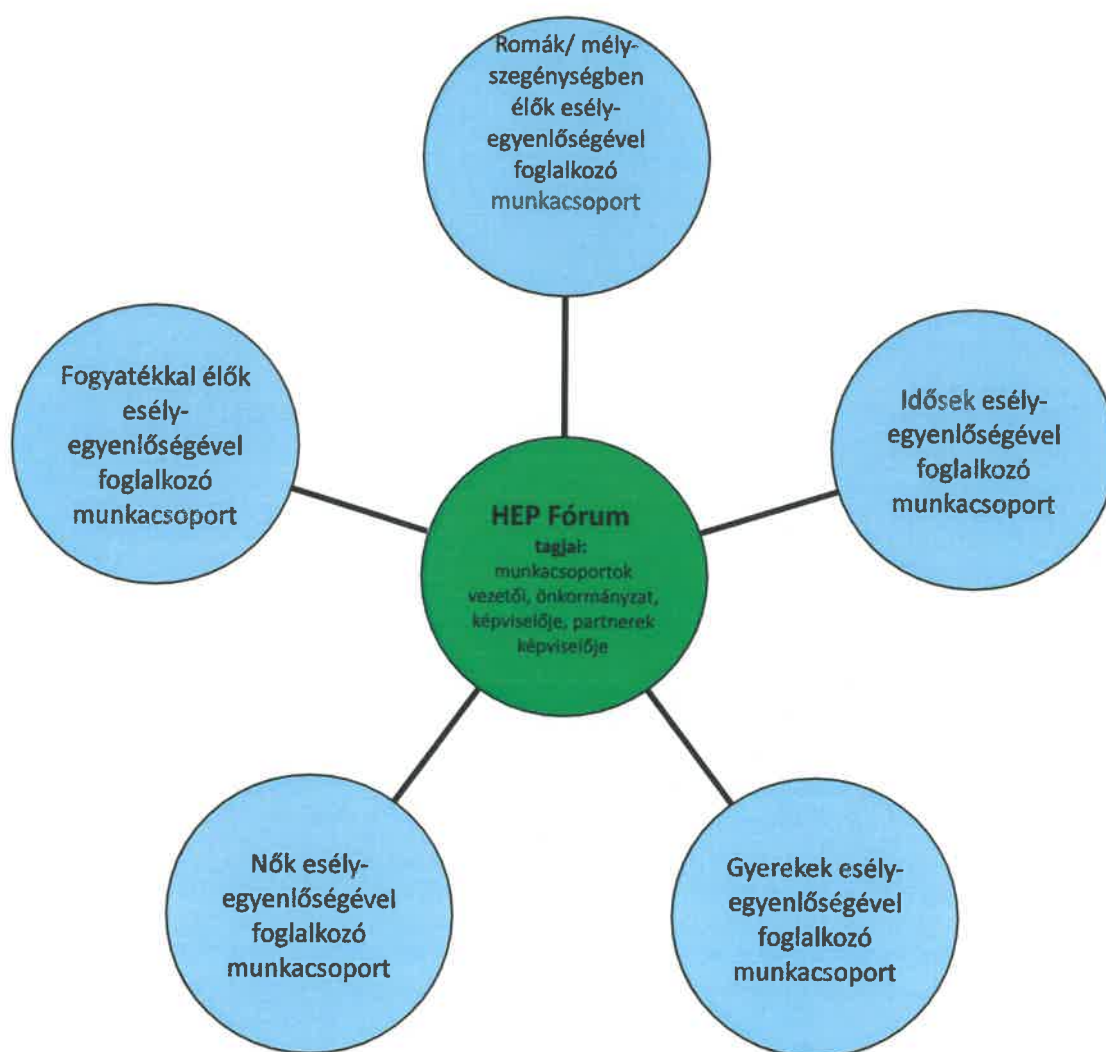 Romák/ mély-
szegénységben
élők esély-
egyenlőségével
foglalkozó
munkacsoport
Fogyatékkal élők
esély-
egyenlőségével
foglalkozó
munkacsoport
Idősek esély-
egyenlőségével
foglalkozó
munkacsoport
HEP Fórum
tagjai:
munkacsoportok
vezetői, önkormányzat,
képviselője, partnerek
képviselője
Nők esély-
egyenlőségével
foglalkozó
munkacsoport
Gyerekek esély-
egyenlőségével
foglalkozó
munkacsoport